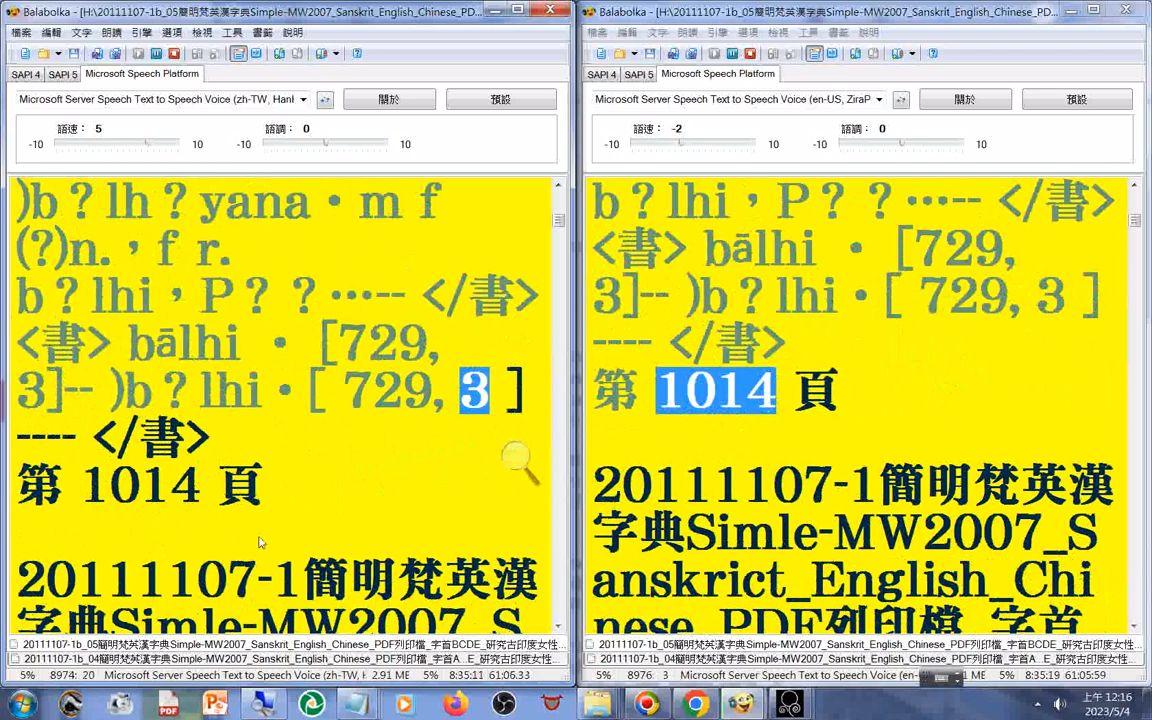 Balabolka - [H:\20111107-1b_05簡明梵英漢字典Simple-MW2007_Sanskrit_English_Chinese_PD...
檔案 編輯 文字 朗讀 引擎 選項 檢視 工具 書籤 說明
SAPI 4 SAPI 5 Microsoft Speech Platform
Microsoft Server Speech Text to Speech Voice (zh-TW, Hanl
關於 預設
語速： 5 語調： 0
-10 10 -10 10
)b？lh？yana‧m f
(?)n.，f r.
b？lhi，P？？…-- </書>
<書> bālhi ‧ [729,
3]-- )b？lhi‧[ 729, 3 ]
---- </書>
第 1014 頁
20111107-1簡明梵英漢
字典Simle-MW2007_S
20111107-1b_05簡明梵英漢字典Simple-MW2007_Sanskrit_English_Chinese_PDF列印檔_字首BCDE_研究古印度女性...
20111107-1b_04簡明梵英漢字典Simple-MW2007_Sanskrit_English_Chinese_PDF列印檔_字首A...E_研究古印度女性...
5% 8974: 20 Microsoft Server Speech Text to Speech Voice (zh-TW, H 2.91 ME 5% 8:35:11 61:06.33
Balabolka - [H:\20111107-1b_05簡明梵英漢字典Simple-MW2007_Sanskrit_English_Chinese_PD...
檔案 編輯 文字 朗讀 引擎 選項 檢視 工具 書籤 說明
SAPI 4 SAPI 5 Microsoft Speech Platform
Microsoft Server Speech Text to Speech Voice (en-US, ZiraP
關於 預設
語速： -2 語調： 0
-10 10 -10 10
b？lhi，P？？…-- </書>
<書> bālhi ‧ [729,
3]-- )b？lhi‧[ 729, 3 ]
---- </書>
第 1014 頁
20111107-1簡明梵英漢
字典Simle-MW2007_S
anskrict_English_Chi
nese_PDF列印檔_字首
20111107-1b_05簡明梵英漢字典Simple-MW2007_Sanskrit_English_Chinese_PDF列印檔_字首BCDE_研究古印度女性...
20111107-1b_04簡明梵英漢字典Simple-MW2007_Sanskrit_English_Chinese_PDF列印檔_字首A...E_研究古印度女性...
5% 8976: 3 Microsoft Server Speech Text to Speech Voice (en-U 5% 8:35:19 61:05:59
上午 12:16
2023/5/4